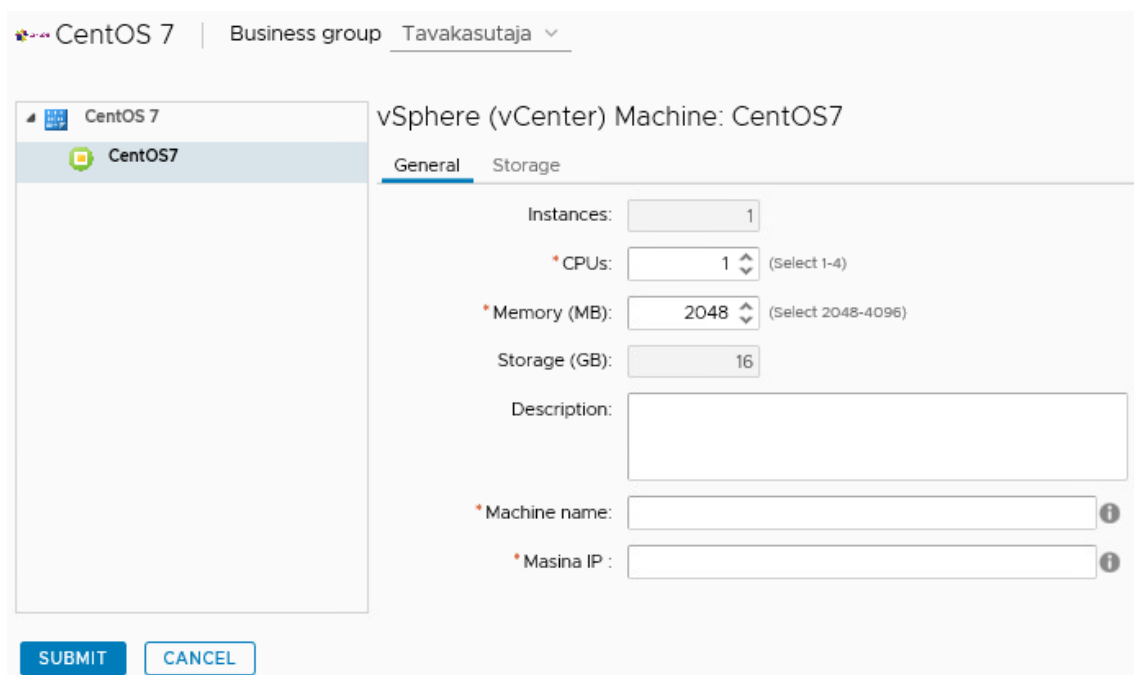 CentOS 7 Business group Tavakasutaja
CentOS 7
CentOS7
vSphere (vCenter) Machine: CentOS7
General Storage
Instances: 1
*CPUs: 1 (Select 1-4)
*Memory (MB): 2048 (Select 2048-4096)
Storage (GB): 16
Description:
*Machine name:
*Masina IP :
SUBMIT CANCEL